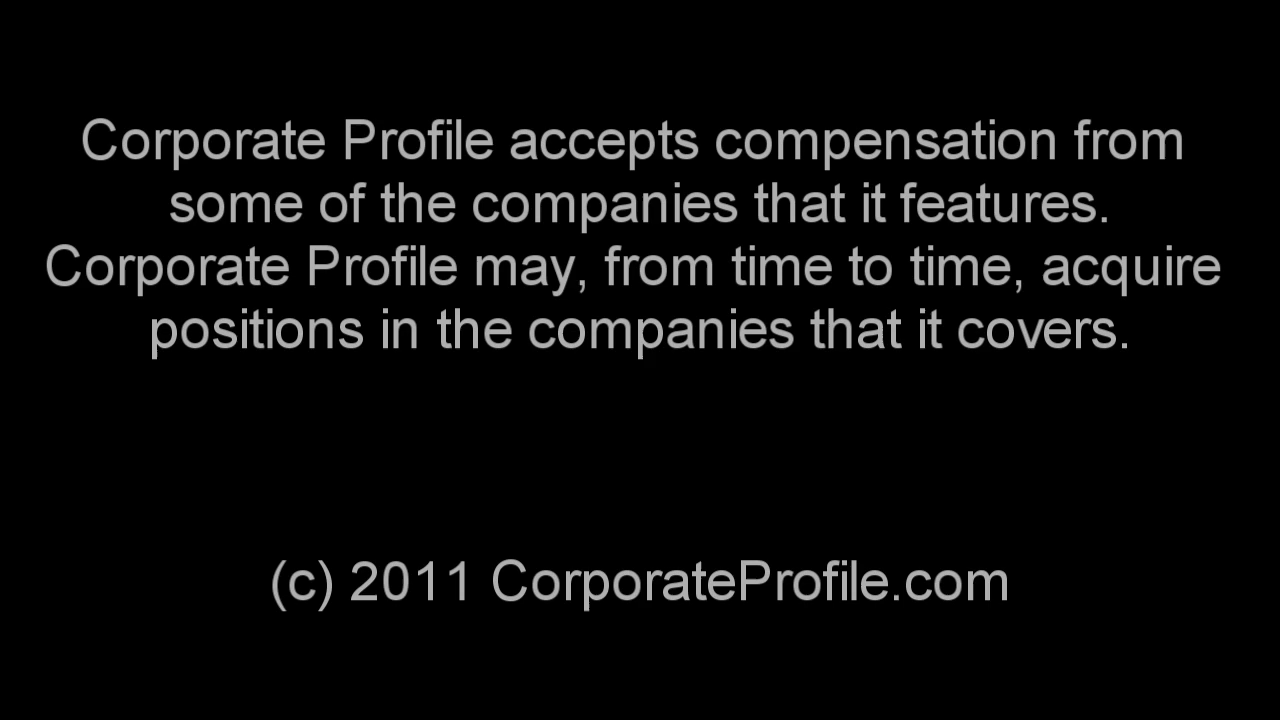 Corporate Profile accepts compensation from
some of the companies that it features.
Corporate Profile may, from time to time, acquire
positions in the companies that it covers.
(c) 2011 CorporateProfile.com